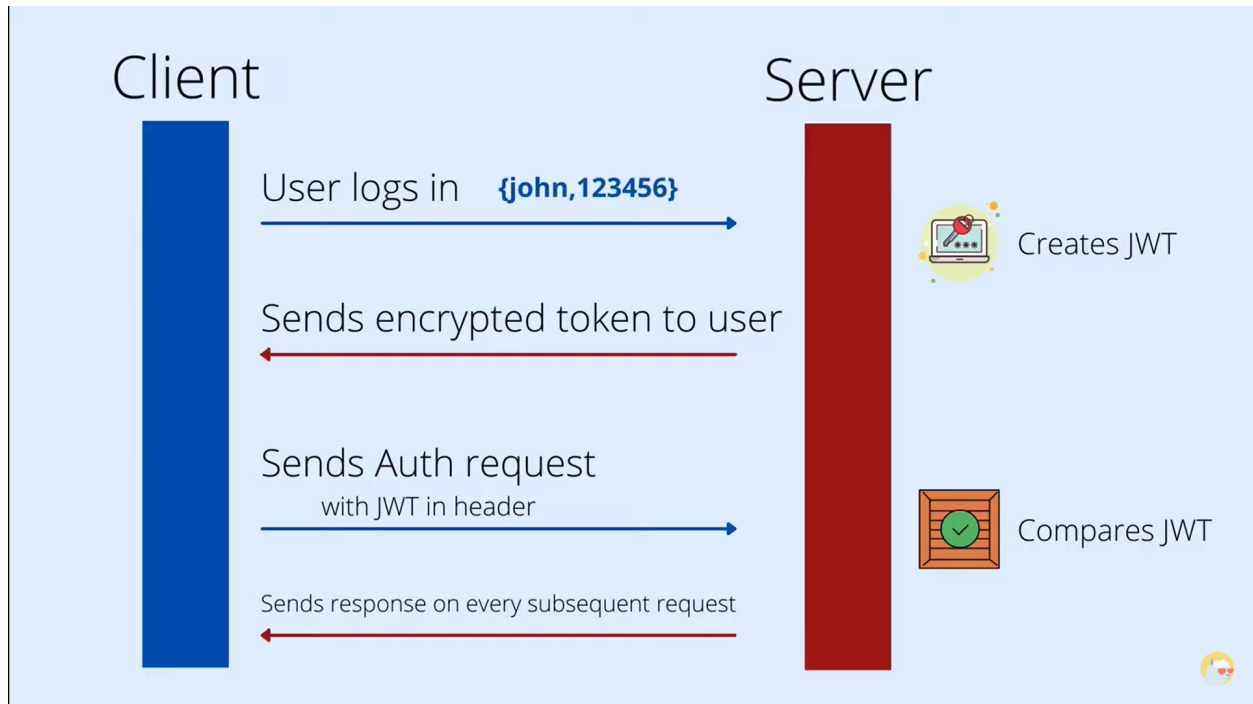 Client
Server
User logs in {john,123456}
Creates JWT
Sends encrypted token to user
Sends Auth request
with JWT in header
Compares JWT
Sends response on every subsequent request